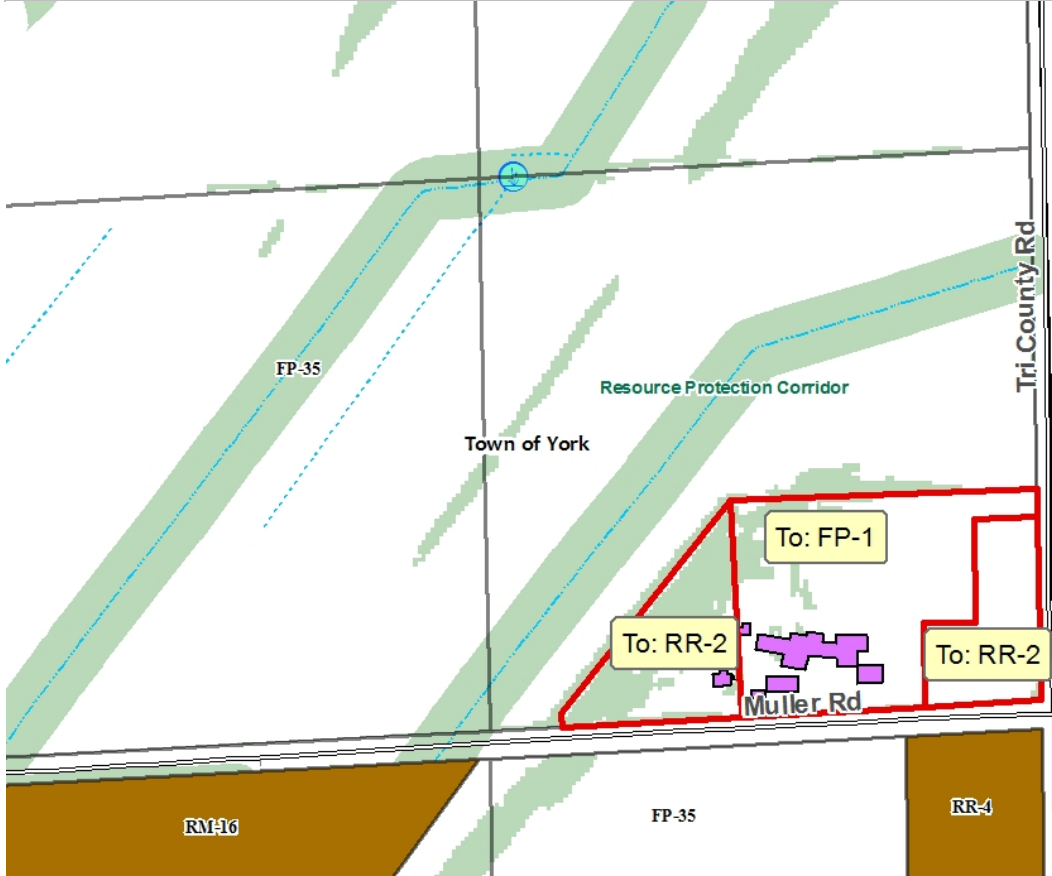 Tri County Rd
FP-35
Resource Protection Corridor
Town of York
To: FP-1
To: RR-2
To: RR-2
Muller Rd
RM-16
FP-35
RR-4